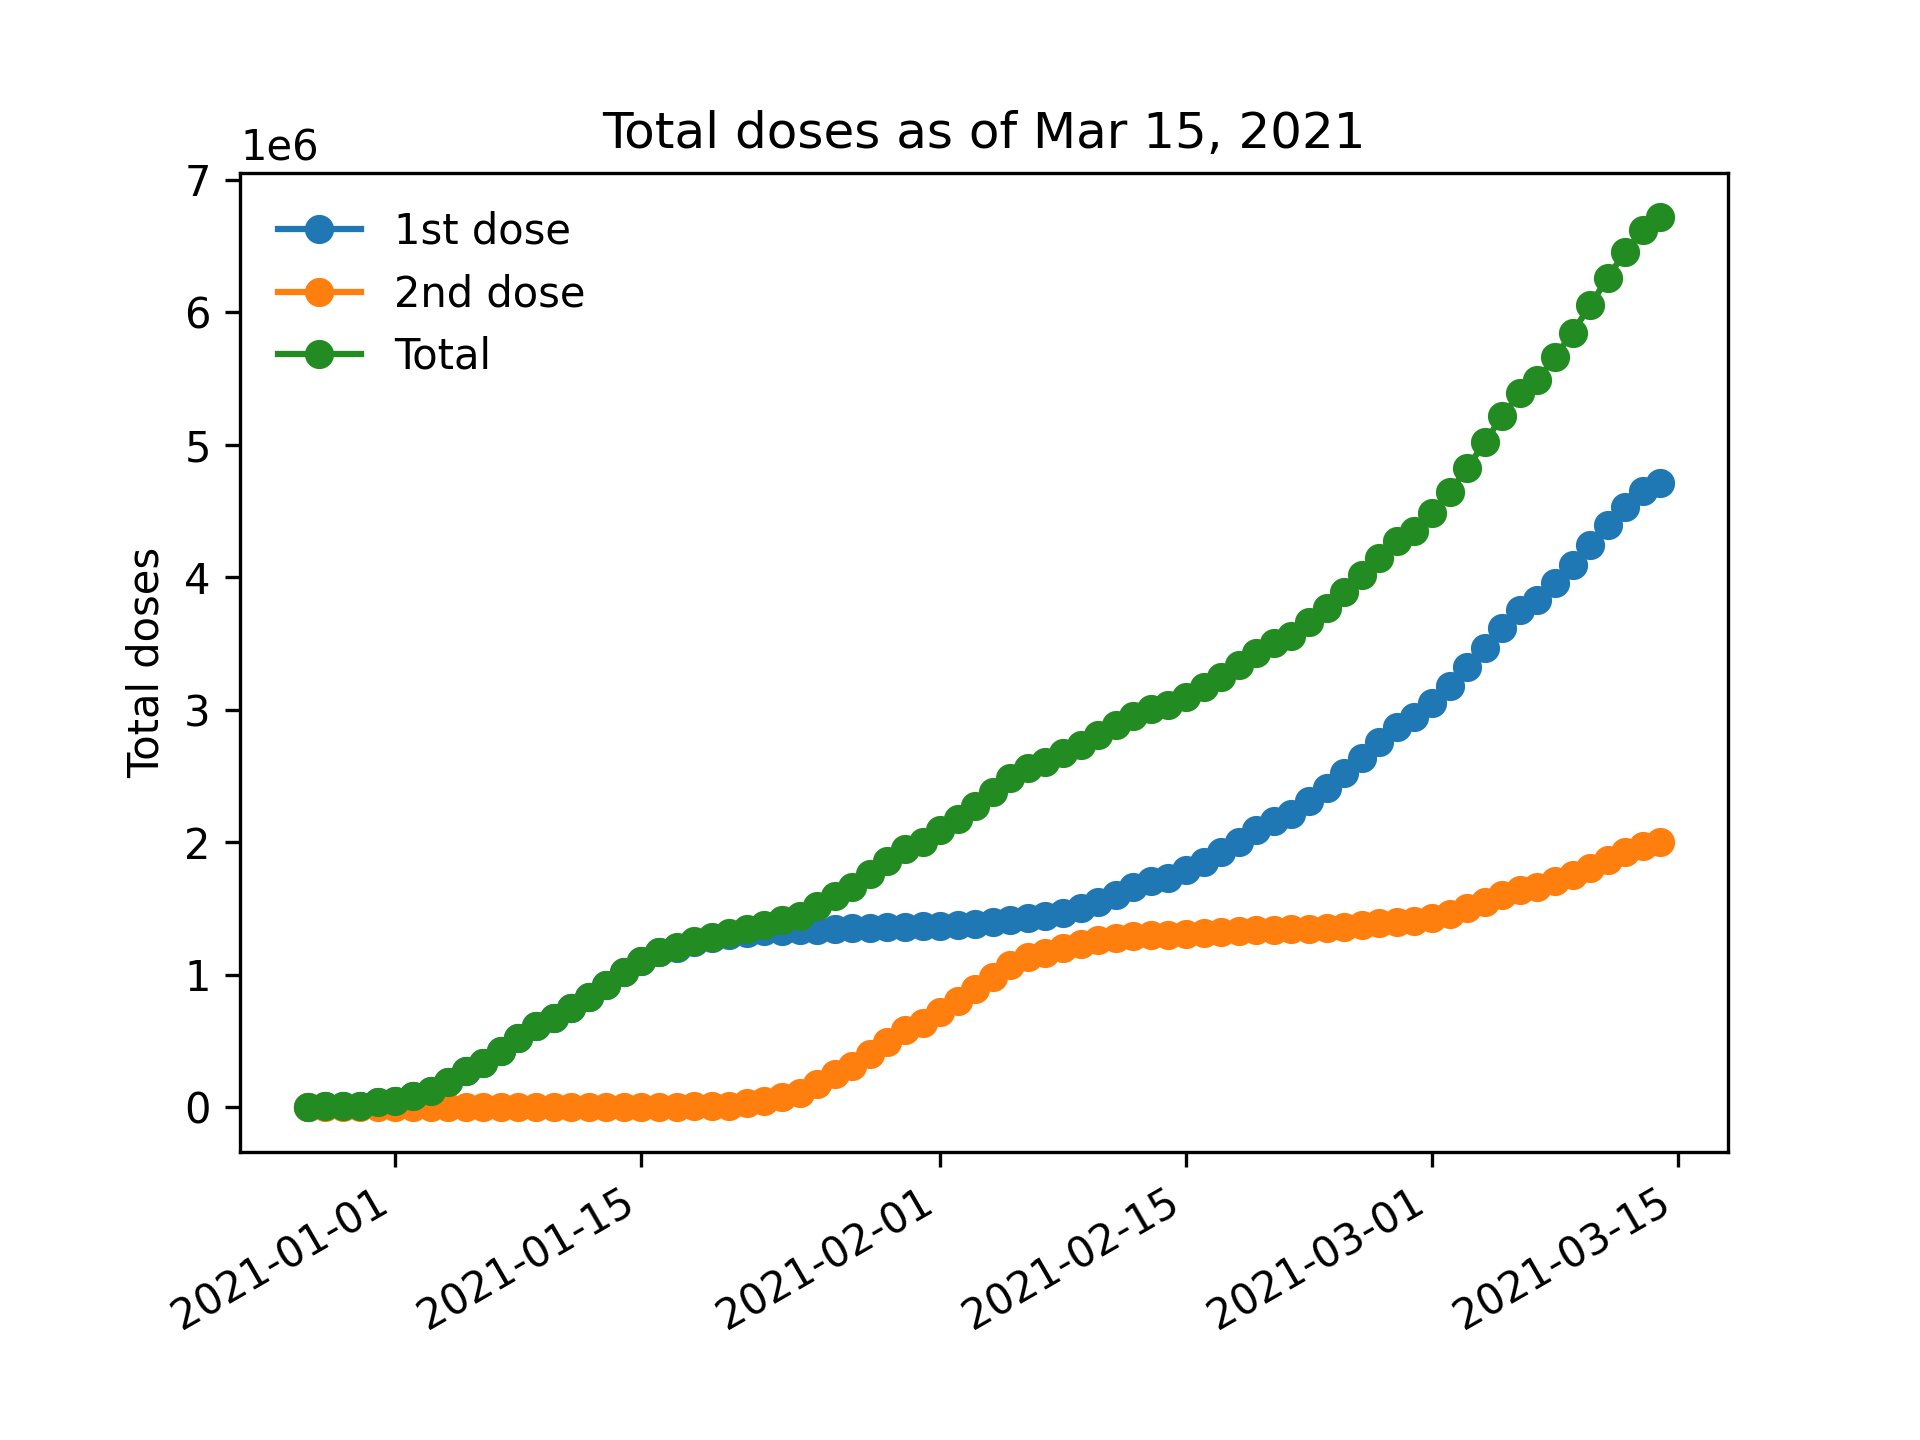 Total doses as of Mar 15, 2021
1e6
7
6
5
4
3
2
1
0
Total doses
1st dose
2nd dose
Total
2021-01-01
2021-01-15
2021-02-01
2021-02-15
2021-03-01
2021-03-15